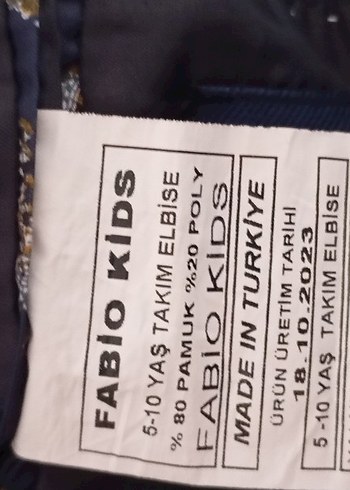 FABİO KİDS
5-10 YAŞ TAKIM ELBİSE
% 80 PAMUK %20 POLY
FABİO KİDS
MADE IN TURKİYE
ÜRÜN ÜRETİM TARİHİ
18.10.2023
5-10 YAŞ TAKIM ELBİSE